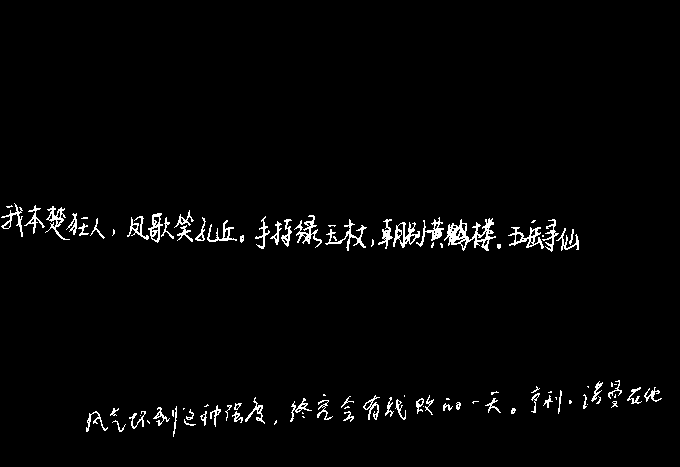 我本楚狂人，凤歌笑孔丘。手持绿玉杖，朝别黄鹤楼。五岳寻仙
风气坏到这种强度，终究会有线败的一天。亨利·诺曼在他